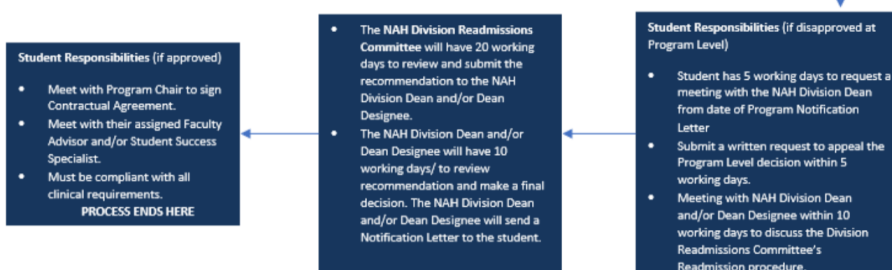 Student Responsibilities (if approved)
• Meet with Program Chair to sign
Contractual Agreement.
• Meet with their assigned Faculty
Advisor and/or Student Success
Specialist.
• Must be compliant with all
clinical requirements.
PROCESS ENDS HERE
• The NAH Division Readmissions
Committee will have 20 working
days to review and submit the
recommendation to the NAH
Division Dean and/or Dean
Designee.
• The NAH Division Dean and/or
Dean Designee will have 10
working days/ to review
recommendation and make a final
decision. The NAH Division Dean
and/or Dean Designee will send a
Notification Letter to the student.
Student Responsibilities (if disapproved at
Program Level)
• Student has 5 working days to request a
meeting with the NAH Division Dean
from date of Program Notification
Letter
• Submit a written request to appeal the
Program Level decision within 5
working days.
• Meeting with NAH Division Dean
and/or Dean Designee within 10
working days to discuss the Division
Readmissions Committee's
Readmission procedure.